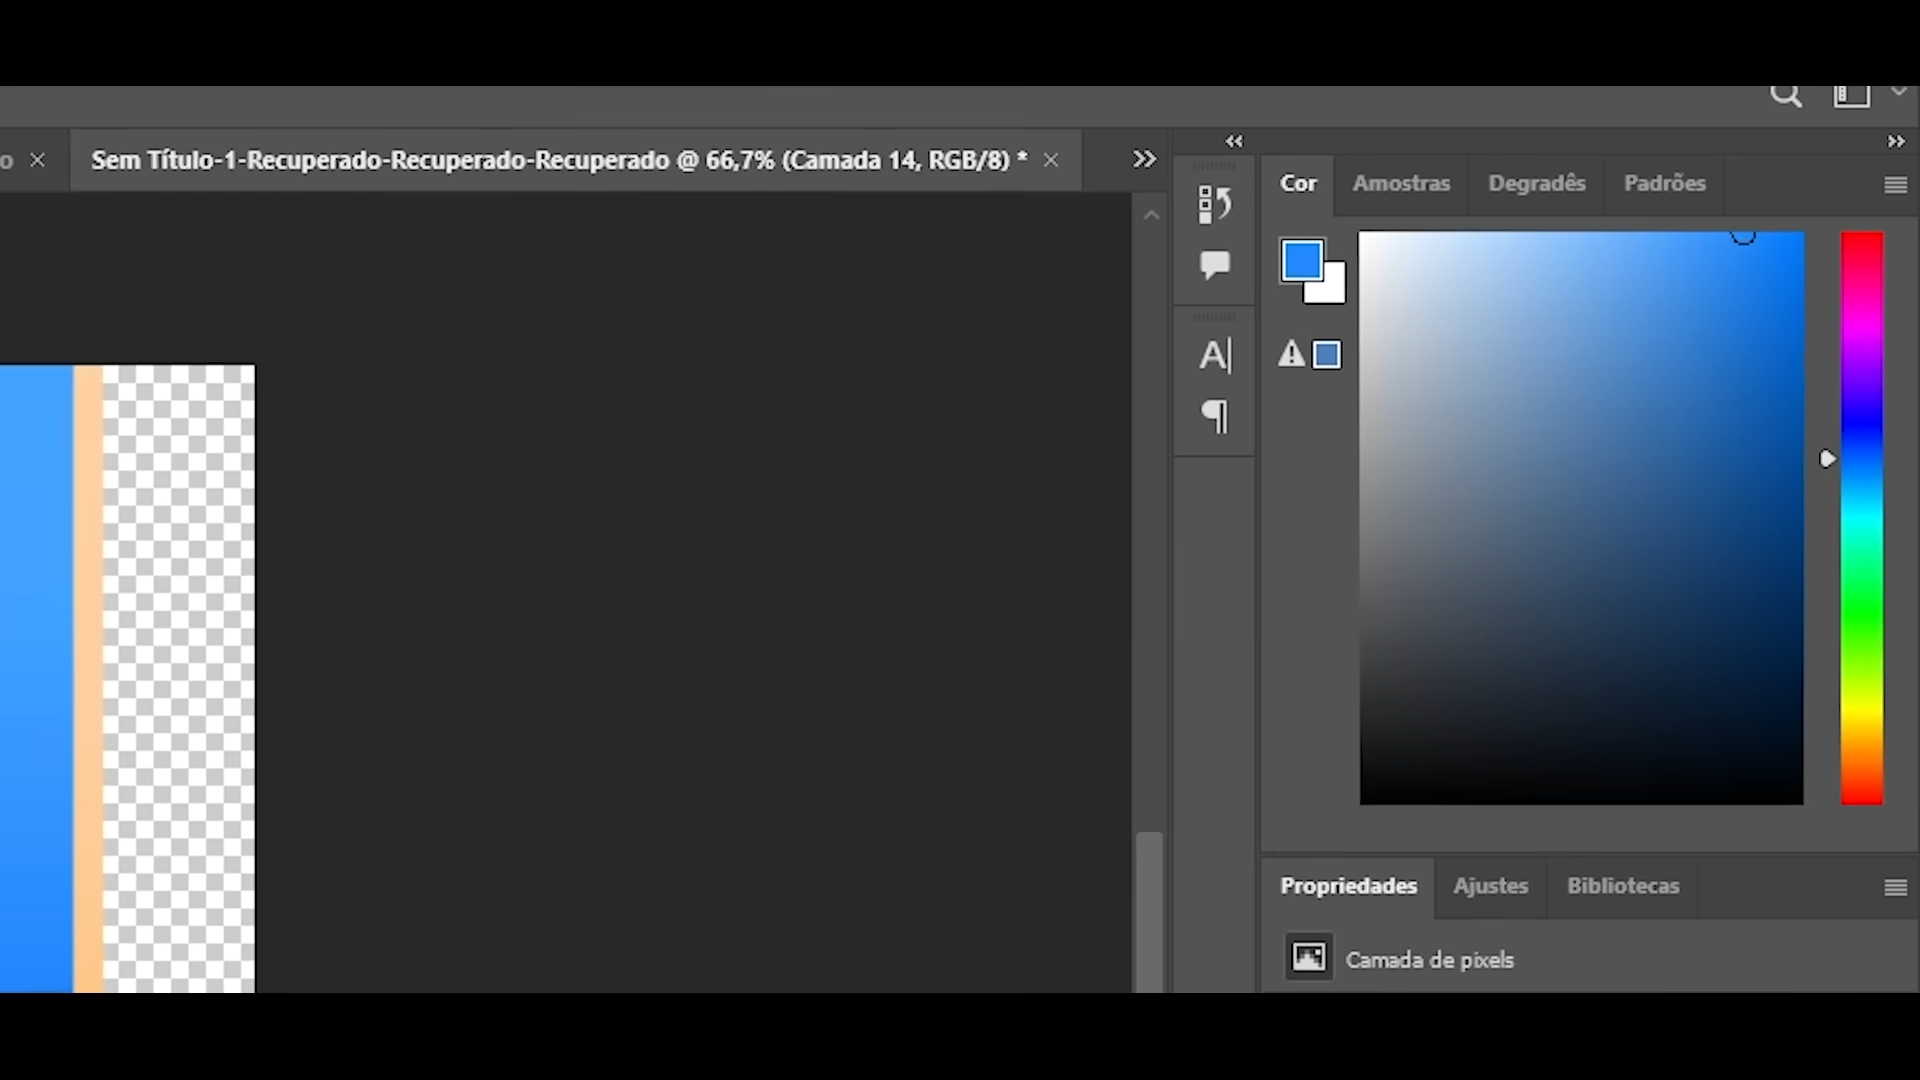 o
Sem Título-1-Recuperado-Recuperado-Recuperado @ 66,7% (Camada 14, RGB/8) *
Cor
Amostras
Degradês
Padrões
A
Propriedades
Ajustes
Bibliotecas
Camada de pixels